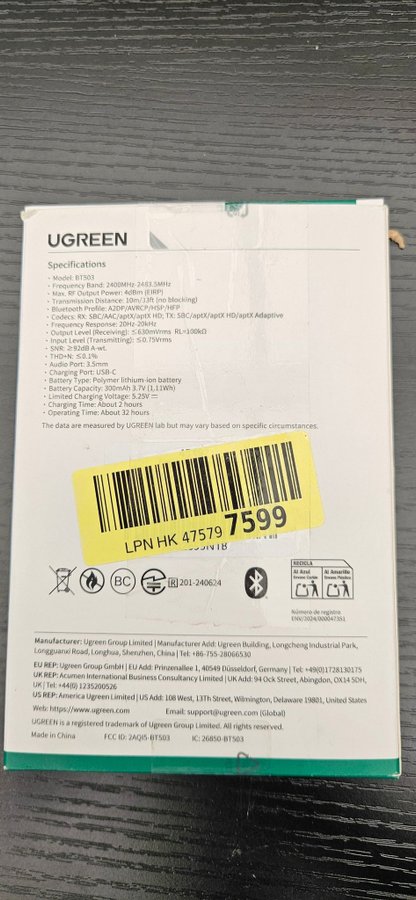 UGREEN
Specifications
· Model: BT503
· Frequency Band: 2400MHz-2483.5MHz
· Max. RF Output Power: 4dBm (EIRP)
· Transmission Distance: 10m/33ft (no blocking)
· Bluetooth Profile: A2DP/AVRCP/HSP/HFP
· Codecs: RX: SBC/AAC/aptX/aptX HD; TX: SBC/aptX/aptX HD/aptX Adaptive
· Frequency Response: 20Hz-20kHz
· Output Level (Receiving): ≤630mVrms RL=100kΩ
· Input Level (Transmitting): ≤0.75Vrms
· SNR: ≥92dB A-wt.
· THD+N: ≤0.1%
· Audio Port: 3.5mm
· Charging Port: USB-C
· Battery Type: Polymer lithium-ion battery
· Battery Capacity: 300mAh 3.7V (1.11Wh)
· Limited Charging Voltage: 5.25V
· Charging Time: About 2 hours
· Operating Time: About 32 hours
The data are measured by UGREEN lab but may vary based on specific circumstances.
LPN HK 47579 7599
BC
R 201-240624
RECICLA
Al Azul Al Amarillo
Número de registro
ENV/2024/000047351
Manufacturer: Ugreen Group Limited | Manufacturer Add: Ugreen Building, Longcheng Industrial Park,
Longguanxi Road, Longhua, Shenzhen, China | Tel: +86-755-28066530
EU REP: Ugreen Group GmbH | EU Add: Prinzenallee 1, 40549 Düsseldorf, Germany | Tel: +49(0)1728130175
UK REP: Acumen International Business Consultancy Limited | UK Add: 94 Ock Street, Abingdon, OX14 5DH,
UK | Tel: +44(0) 1235200526
US REP: America Ugreen Limited | US Add: 108 West, 13Th Street, Wilmington, Delaware 19801, United States
Web: https://www.ugreen.com Email: support@ugreen.com (Global)
UGREEN is a registered trademark of Ugreen Group Limited. All rights reserved.
Made in China FCC ID: 2AQI5-BT503 IC: 26850-BT503